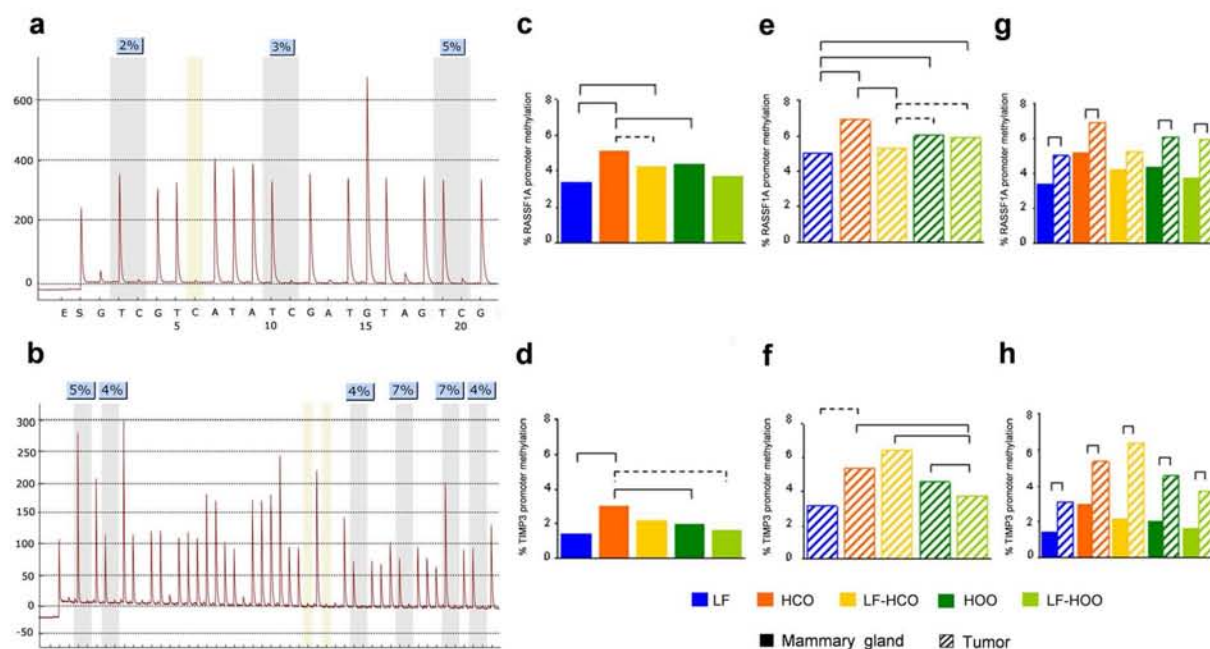 a
2% 3% 5%
600
400
200
0
E S G T C G T C A T A T C G A T G T A G T C G
5 10 15 20
b
5% 4% 4% 7% 7% 4%
300
250
200
150
100
50
0
-50
c
% RASSF1A promoter methylation
8
6
4
2
0
d
% TIMP3 promoter methylation
8
6
4
2
0
e
% RASSF1A promoter methylation
8
6
4
2
0
f
% TIMP3 promoter methylation
8
6
4
2
0
g
% RASSF1A promoter methylation
8
6
4
2
0
h
% TIMP3 promoter methylation
8
6
4
2
0
LF HCO LF-HCO HOO LF-HOO
Mammary gland Tumor